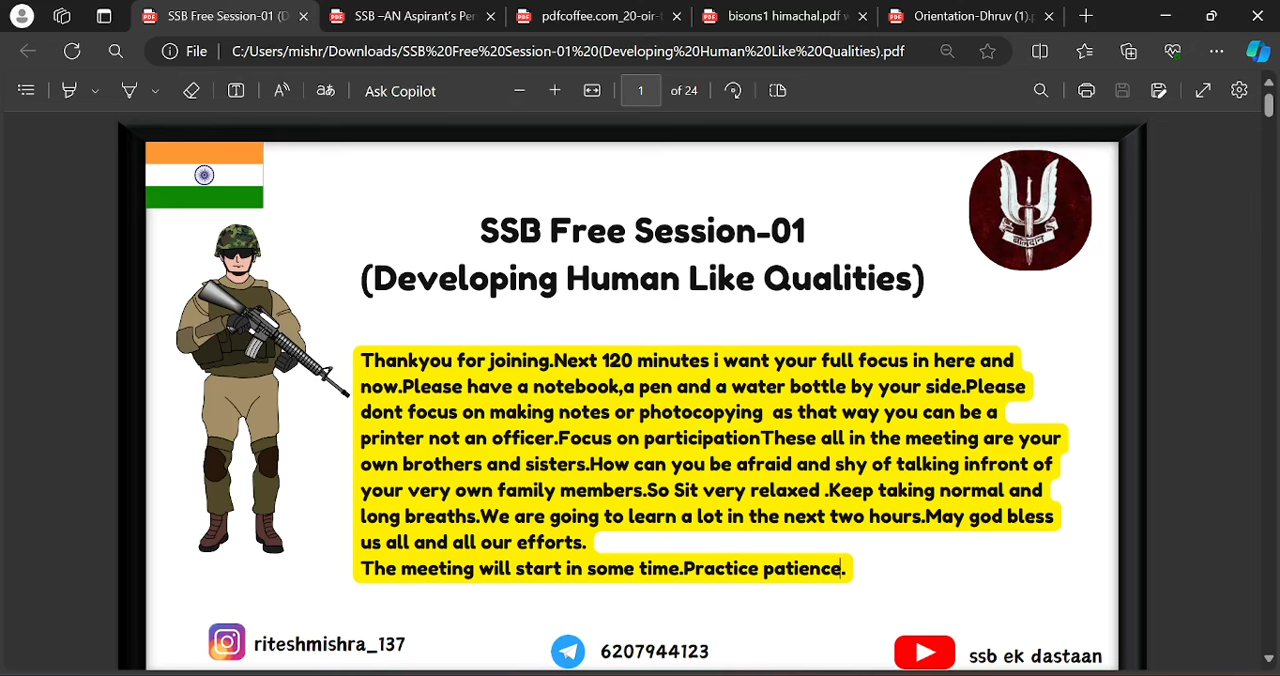 SSB Free Session-01 (D
SSB –AN Aspirant's Per
pdfcoffee.com_20-oir-t
bisons1 himachal.pdf w
Orientation-Dhruv (1).p
File
C:/Users/mishr/Downloads/SSB%20Free%20Session-01%20(Developing%20Human%20Like%20Qualities).pdf
Ask Copilot
1 of 24
SSB Free Session-01
(Developing Human Like Qualities)
बलिदान
Thankyou for joining.Next 120 minutes i want your full focus in here and
now.Please have a notebook,a pen and a water bottle by your side.Please
dont focus on making notes or photocopying as that way you can be a
printer not an officer.Focus on participationThese all in the meeting are your
own brothers and sisters.How can you be afraid and shy of talking infront of
your very own family members.So Sit very relaxed .Keep taking normal and
long breaths.We are going to learn a lot in the next two hours.May god bless
us all and all our efforts.
The meeting will start in some time.Practice patience.
riteshmishra_137
6207944123
ssb ek dastaan